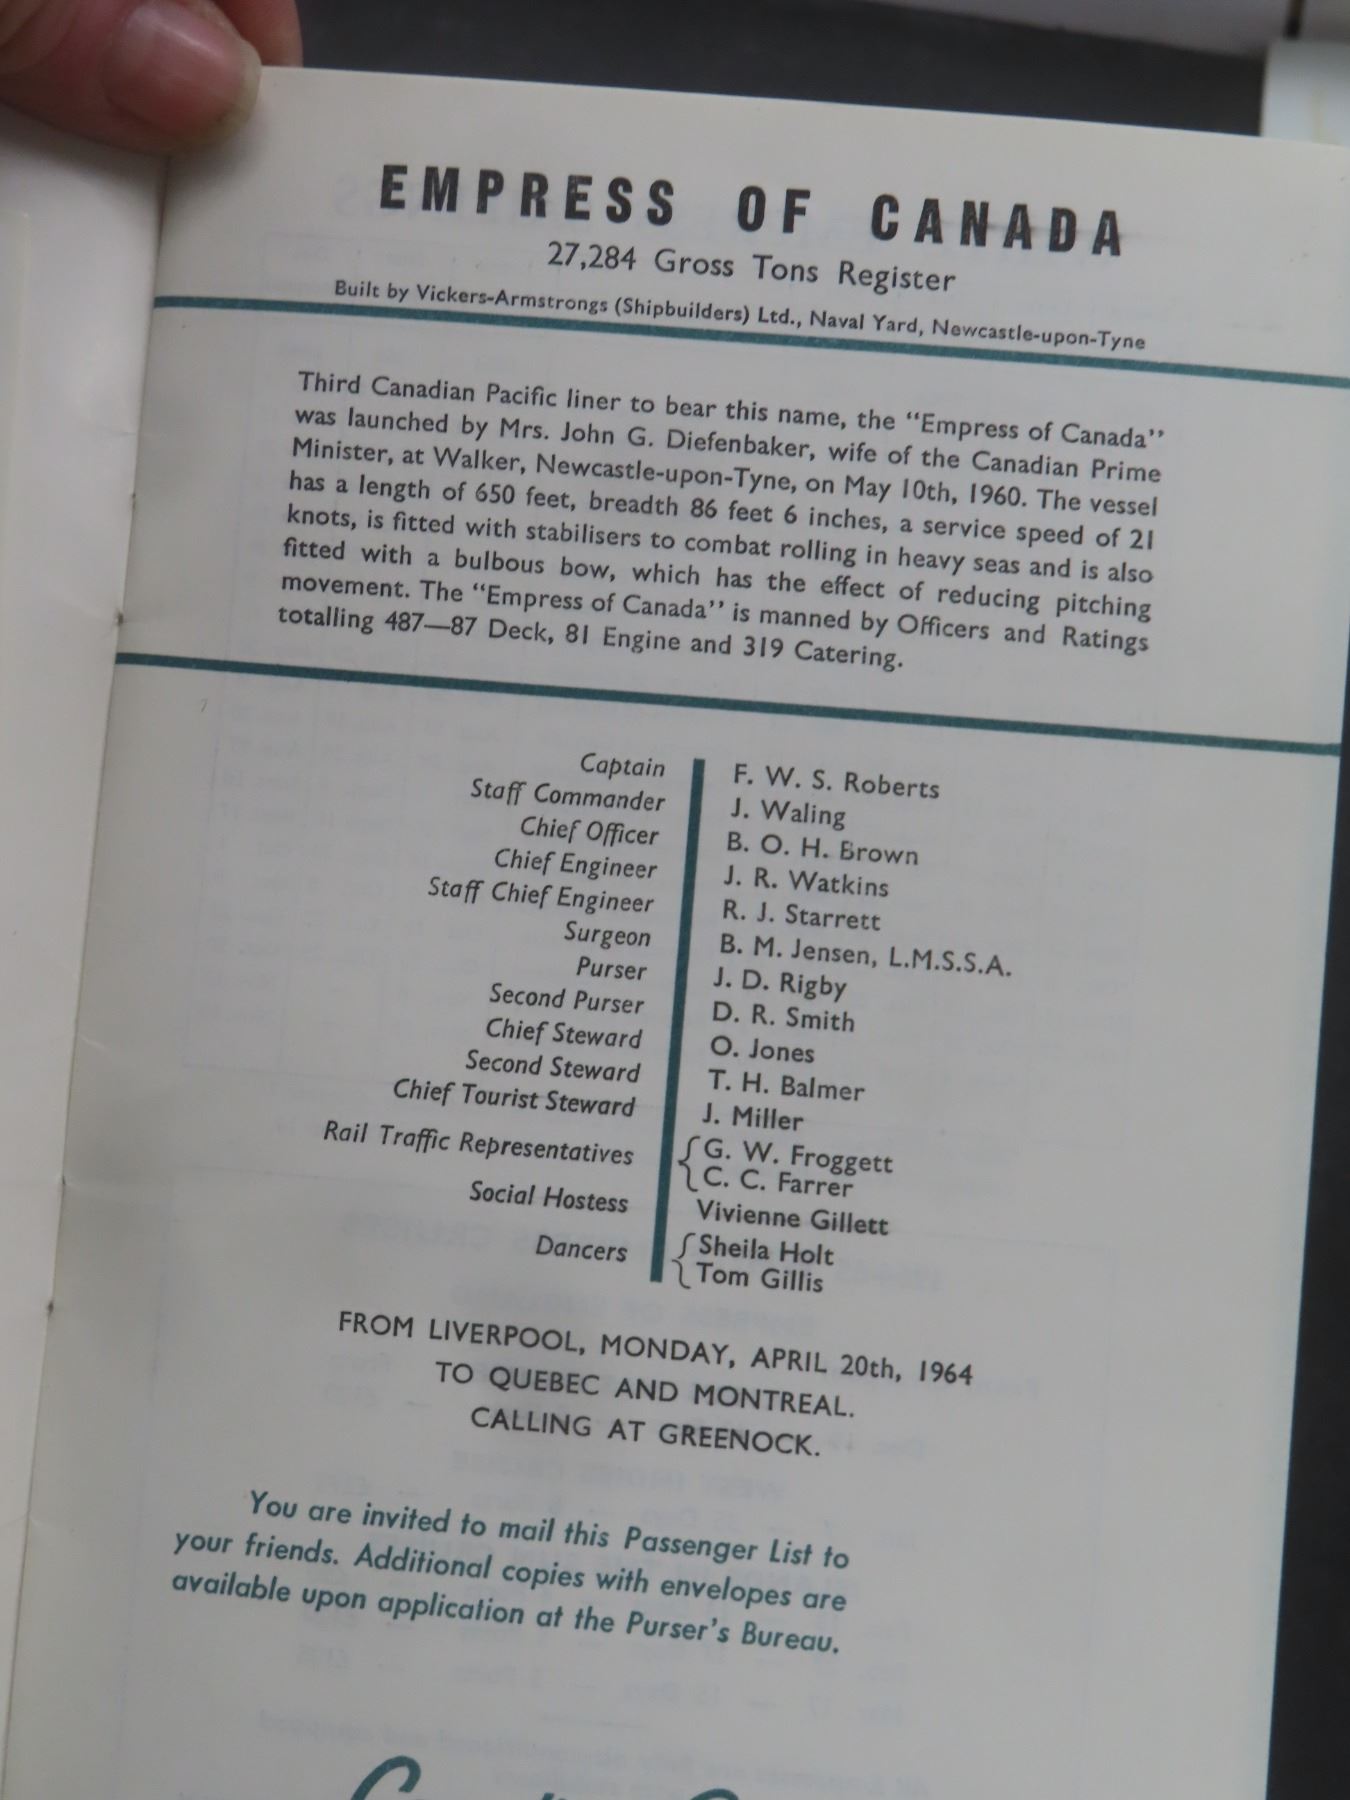 EMPRESS OF CANADA
27,284 Gross Tons Register
Built by Vickers-Armstrongs (Shipbuilders) Ltd., Naval Yard, Newcastle-upon-Tyne
Third Canadian Pacific liner to bear this name, the “Empress of Canada”
was launched by Mrs. John G. Diefenbaker, wife of the Canadian Prime
Minister, at Walker, Newcastle-upon-Tyne, on May 10th, 1960. The vessel
has a length of 650 feet, breadth 86 feet 6 inches, a service speed of 21
knots, is fitted with stabilisers to combat rolling in heavy seas and is also
fitted with a bulbous bow, which has the effect of reducing pitching
movement. The “Empress of Canada” is manned by Officers and Ratings
totalling 487—87 Deck, 81 Engine and 319 Catering.
Captain F. W. S. Roberts
Staff Commander J. Waling
Chief Officer B. O. H. Brown
Chief Engineer J. R. Watkins
Staff Chief Engineer R. J. Starrett
Surgeon B. M. Jensen, L.M.S.S.A.
Purser J. D. Rigby
Second Purser D. R. Smith
Chief Steward O. Jones
Second Steward T. H. Balmer
Chief Tourist Steward J. Miller
Rail Traffic Representatives { G. W. Froggett
C. C. Farrer
Social Hostess Vivienne Gillett
Dancers { Sheila Holt
Tom Gillis
FROM LIVERPOOL, MONDAY, APRIL 20th, 1964
TO QUEBEC AND MONTREAL.
CALLING AT GREENOCK.
You are invited to mail this Passenger List to
your friends. Additional copies with envelopes are
available upon application at the Purser’s Bureau.